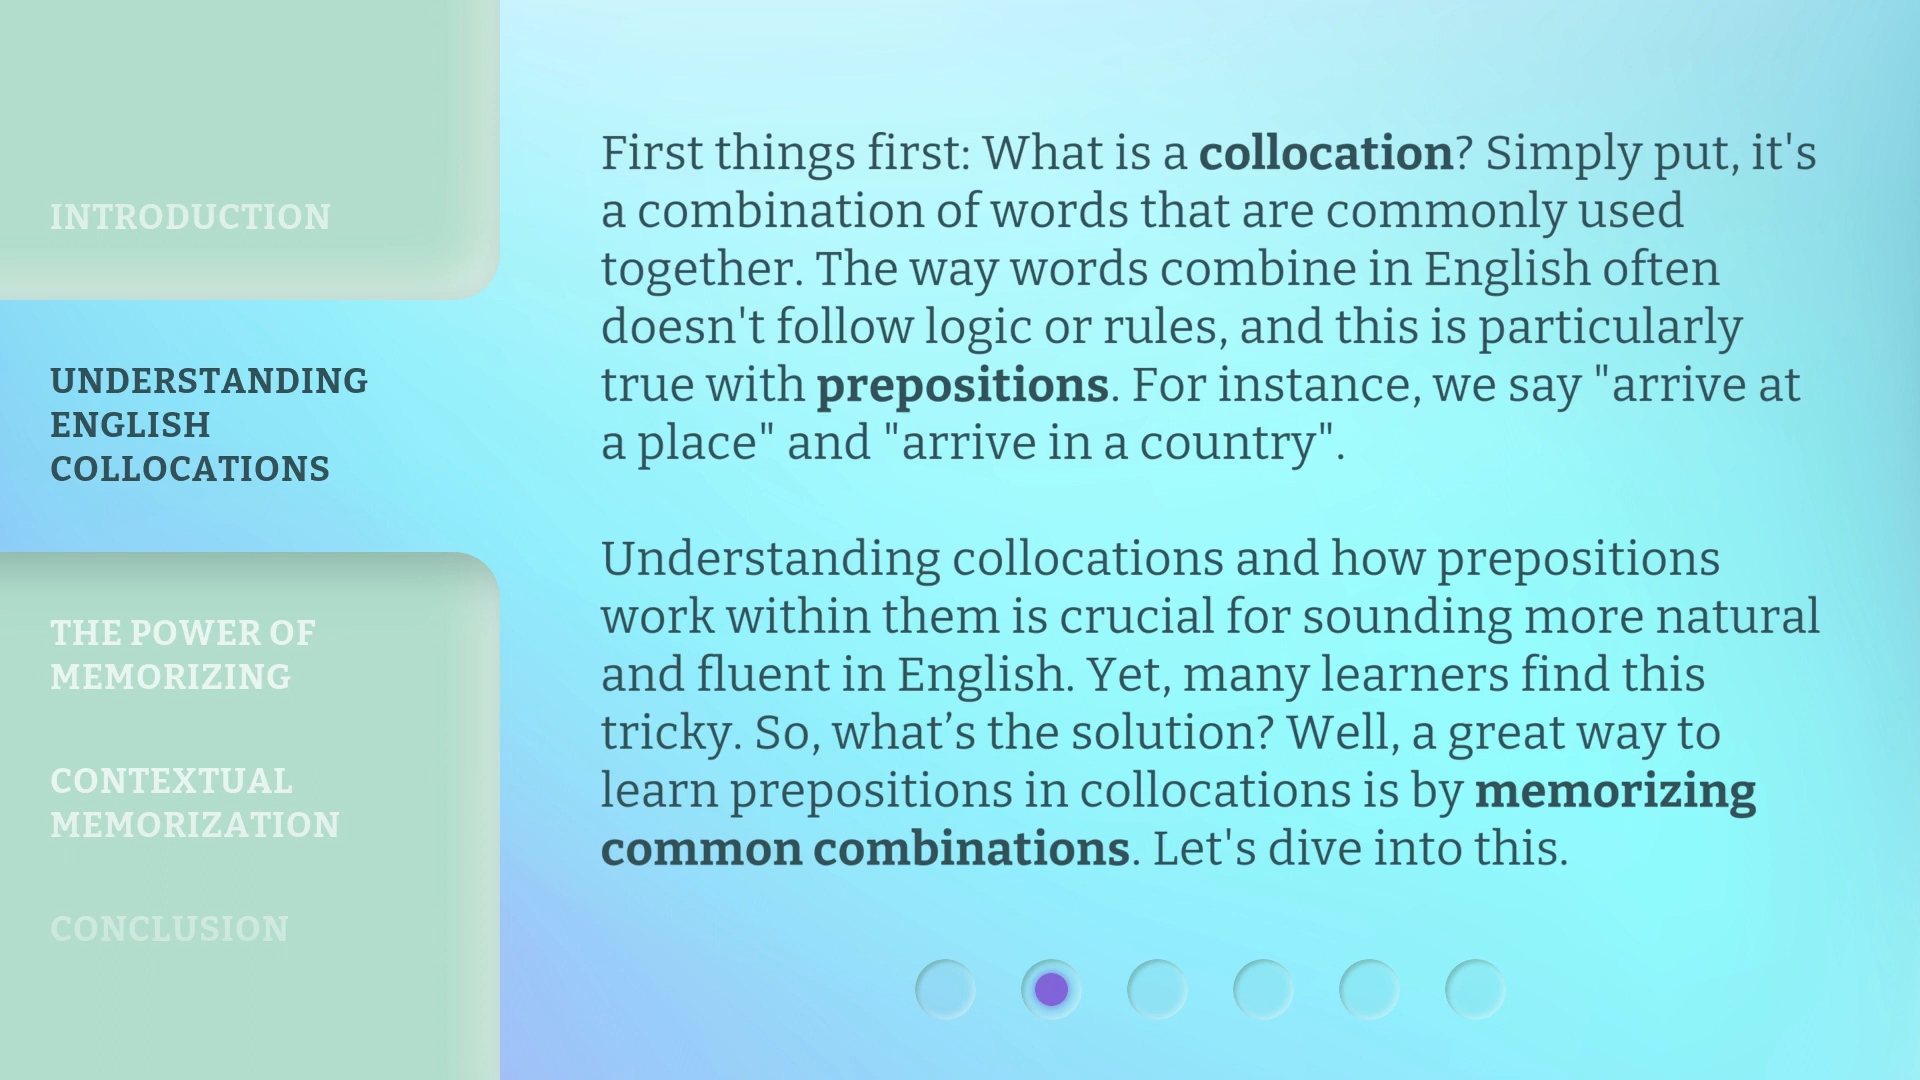 INTRODUCTION
UNDERSTANDING
ENGLISH
COLLOCATIONS
THE POWER OF
MEMORIZING
CONTEXTUAL
MEMORIZATION
CONCLUSION
First things first: What is a collocation? Simply put, it's
a combination of words that are commonly used
together. The way words combine in English often
doesn't follow logic or rules, and this is particularly
true with prepositions. For instance, we say "arrive at
a place" and "arrive in a country".
Understanding collocations and how prepositions
work within them is crucial for sounding more natural
and fluent in English. Yet, many learners find this
tricky. So, what’s the solution? Well, a great way to
learn prepositions in collocations is by memorizing
common combinations. Let's dive into this.